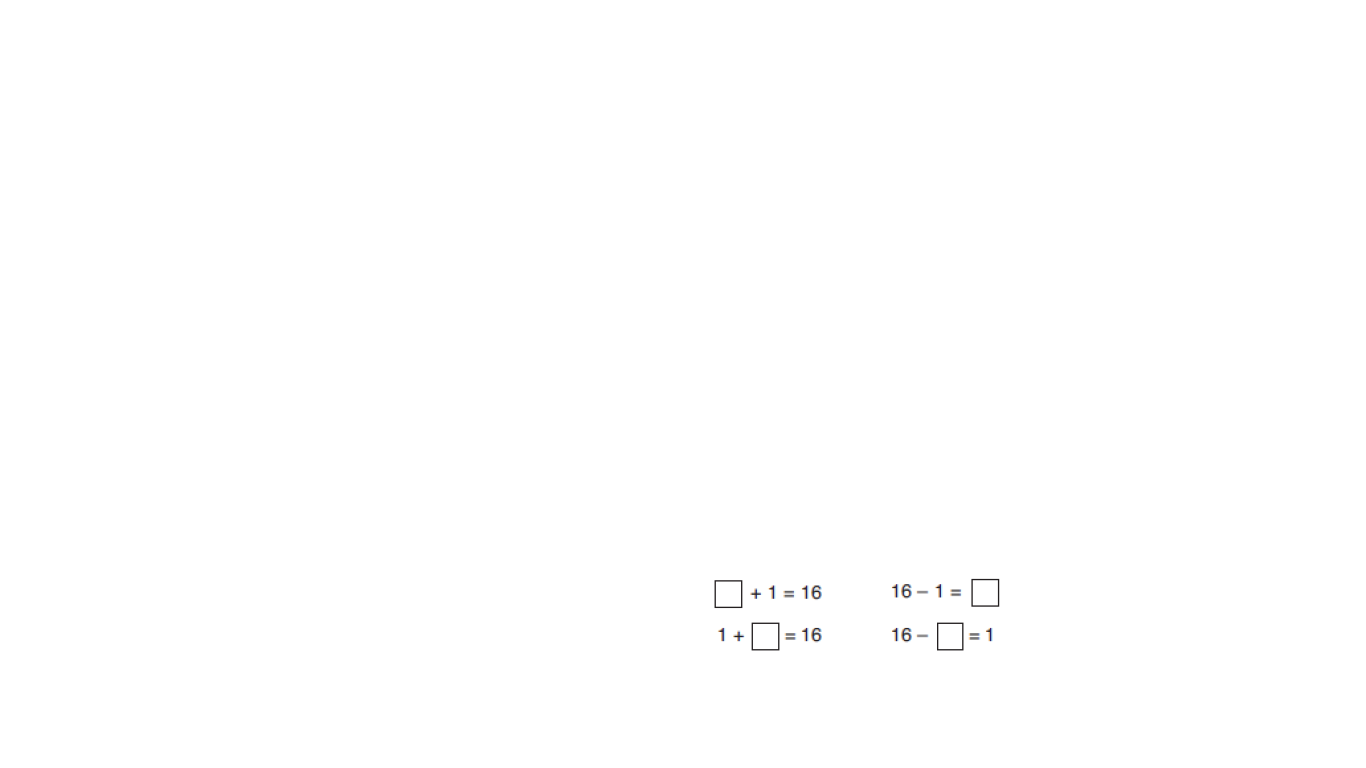 □ + 1 = 16 16 – 1 = □
1 + □ = 16 16 – □ = 1